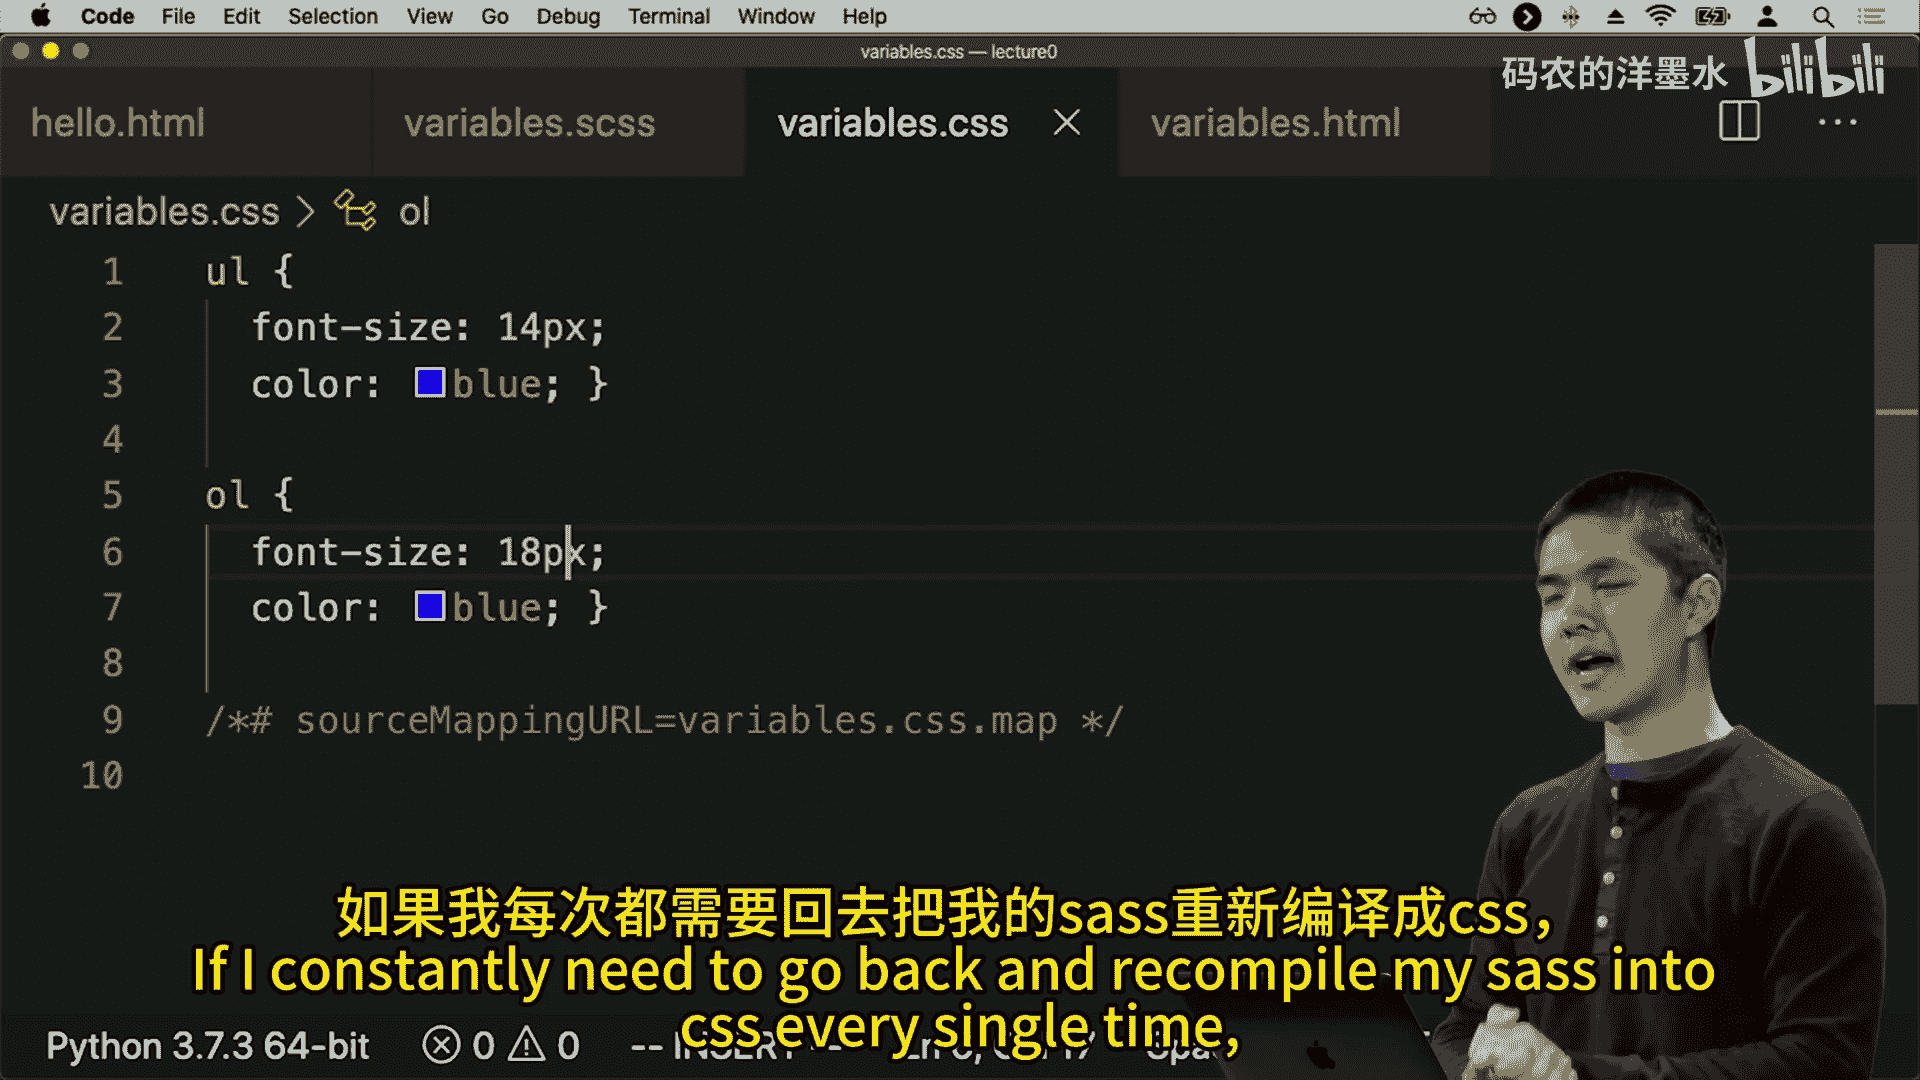 Code File Edit Selection View Go Debug Terminal Window Help
variables.css — lecture0
码农的洋墨水 bilibili
hello.html variables.scss variables.css variables.html
variables.css > ol
1 ul {
2 font-size: 14px;
3 color: blue; }
4
5 ol {
6 font-size: 18px;
7 color: blue; }
8
9 /*# sourceMappingURL=variables.css.map */
10
如果我每次都需要回去把我的sass重新编译成css，
If I constantly need to go back and recompile my sass into
css every single time,
Python 3.7.3 64-bit 0 0 -- INSERT --